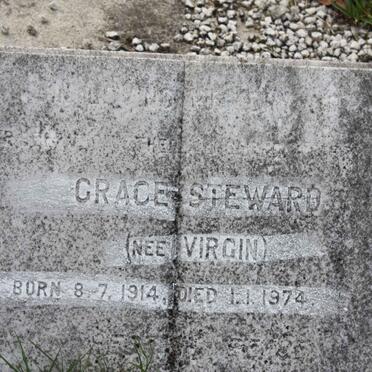 GRACE STEWARD
(NEE VIRGIN)
BORN 8.7.1914, DIED 1.1.1974